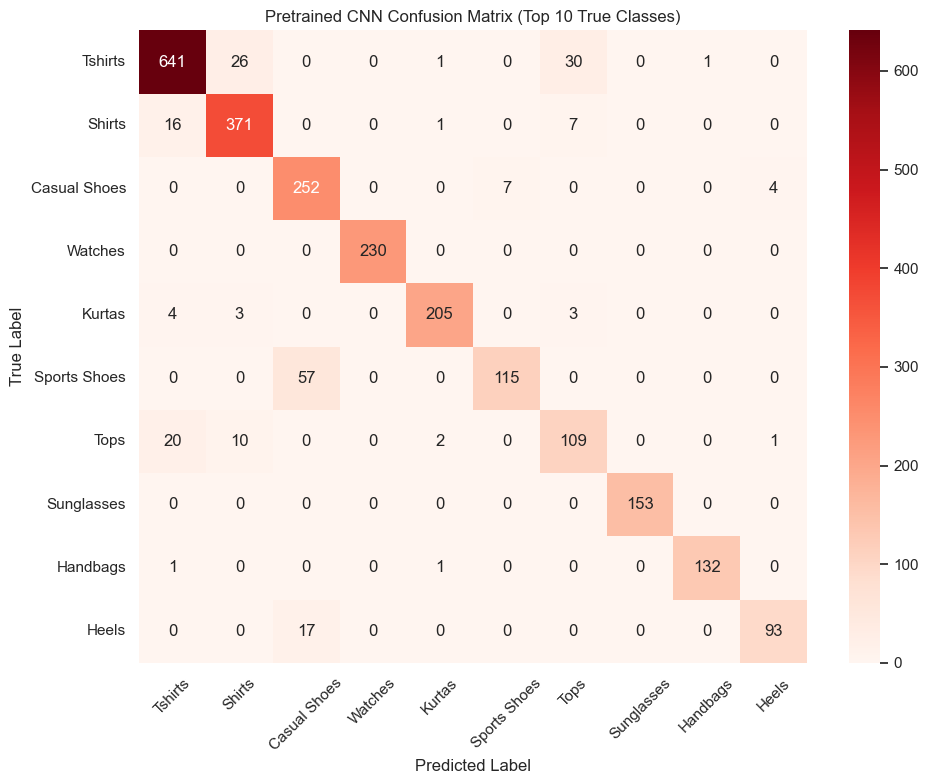 Pretrained CNN Confusion Matrix (Top 10 True Classes)
True Label
Tshirts 641 26 0 0 1 0 30 0 1 0
Shirts 16 371 0 0 1 0 7 0 0 0
Casual Shoes 0 0 252 0 0 7 0 0 0 4
Watches 0 0 0 230 0 0 0 0 0 0
Kurtas 4 3 0 0 205 0 3 0 0 0
Sports Shoes 0 0 57 0 0 115 0 0 0 0
Tops 20 10 0 0 2 0 109 0 0 1
Sunglasses 0 0 0 0 0 0 0 153 0 0
Handbags 1 0 0 0 1 0 0 0 132 0
Heels 0 0 17 0 0 0 0 0 0 93
Tshirts Shirts Casual Shoes Watches Kurtas Sports Shoes Tops Sunglasses Handbags Heels
Predicted Label
600
500
400
300
200
100
0